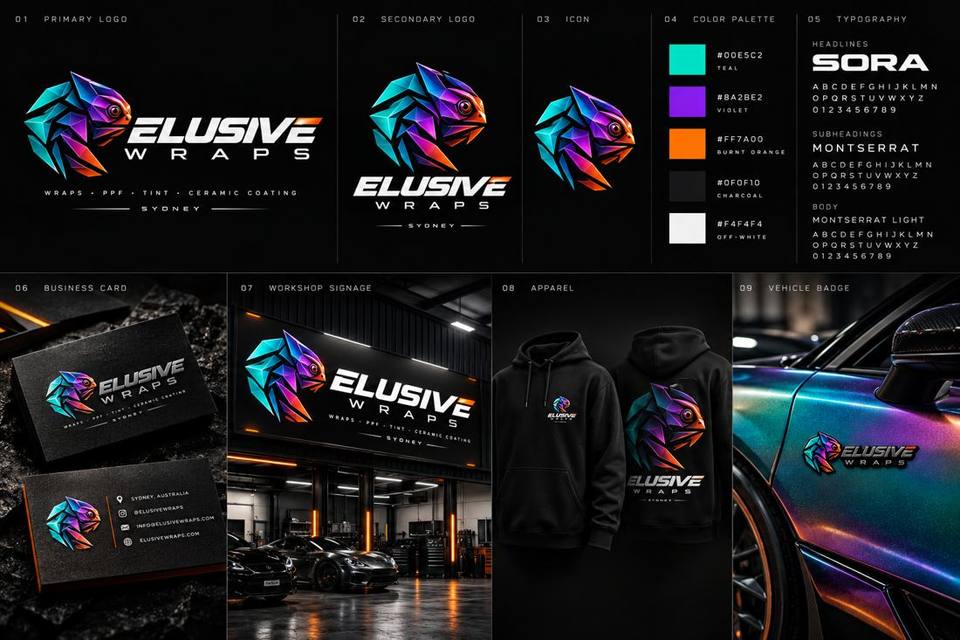 01 PRIMARY LOGO
ELUSIVE
WRAPS
WRAPS • PPF • TINT • CERAMIC COATING
SYDNEY
02 SECONDARY LOGO
ELUSIVE
WRAPS
SYDNEY
03 ICON
04 COLOR PALETTE
#00E5C2
TEAL
#8A2BE2
VIOLET
#FF7A00
BURNT ORANGE
#0F0F10
CHARCOAL
#F4F4F4
OFF-WHITE
05 TYPOGRAPHY
HEADLINES
SORA
ABCDEFGHIJKLMN
OPQRSTUVWXYZ
0123456789
SUBHEADINGS
MONTSERRAT
ABCDEFGHIJKLMN
OPQRSTUVWXYZ
0123456789
BODY
MONTSERRAT LIGHT
ABCDEFGHIJKLMN
OPQRSTUVWXYZ
0123456789
06 BUSINESS CARD
ELUSIVE
WRAPS
WRAPS • PPF • TINT • CERAMIC COATING
SYDNEY
SYDNEY, AUSTRALIA
@ELUSIVEWRAPS
INFO@ELUSIVEWRAPS.COM
ELUSIVEWRAPS.COM
07 WORKSHOP SIGNAGE
ELUSIVE
WRAPS
WRAPS • PPF • TINT • CERAMIC COATING
SYDNEY
08 APPAREL
ELUSIVE
ELUSIVE
WRAPS
SYDNEY
09 VEHICLE BADGE
ELUSIVE
WRAPS